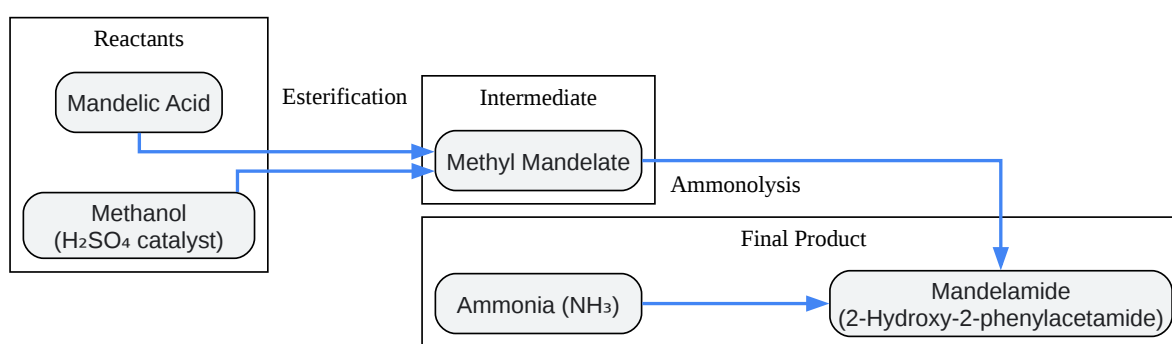 Reactants
Mandelic Acid
Methanol
(H₂SO₄ catalyst)
Esterification
Intermediate
Methyl Mandelate
Ammonolysis
Final Product
Ammonia (NH₃)
Mandelamide
(2-Hydroxy-2-phenylacetamide)